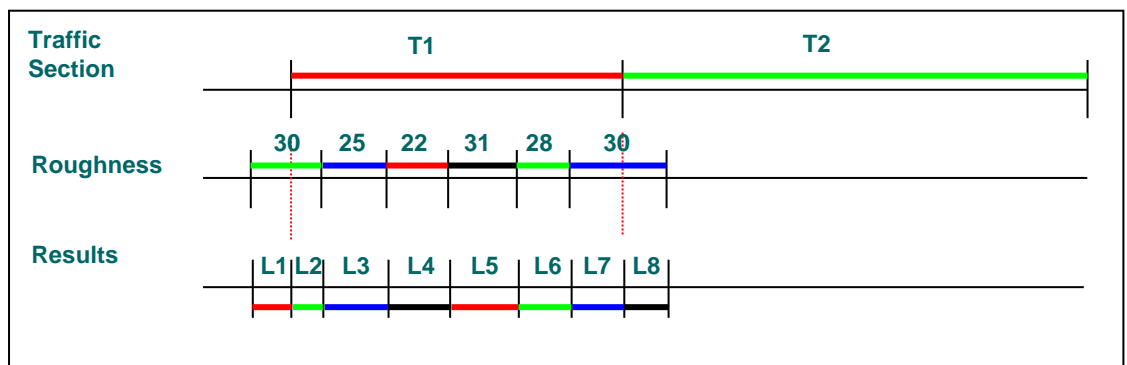 Traffic
Section
T1
T2
Roughness
30 25 22 31 28 30
Results
L1 L2 L3 L4 L5 L6 L7 L8